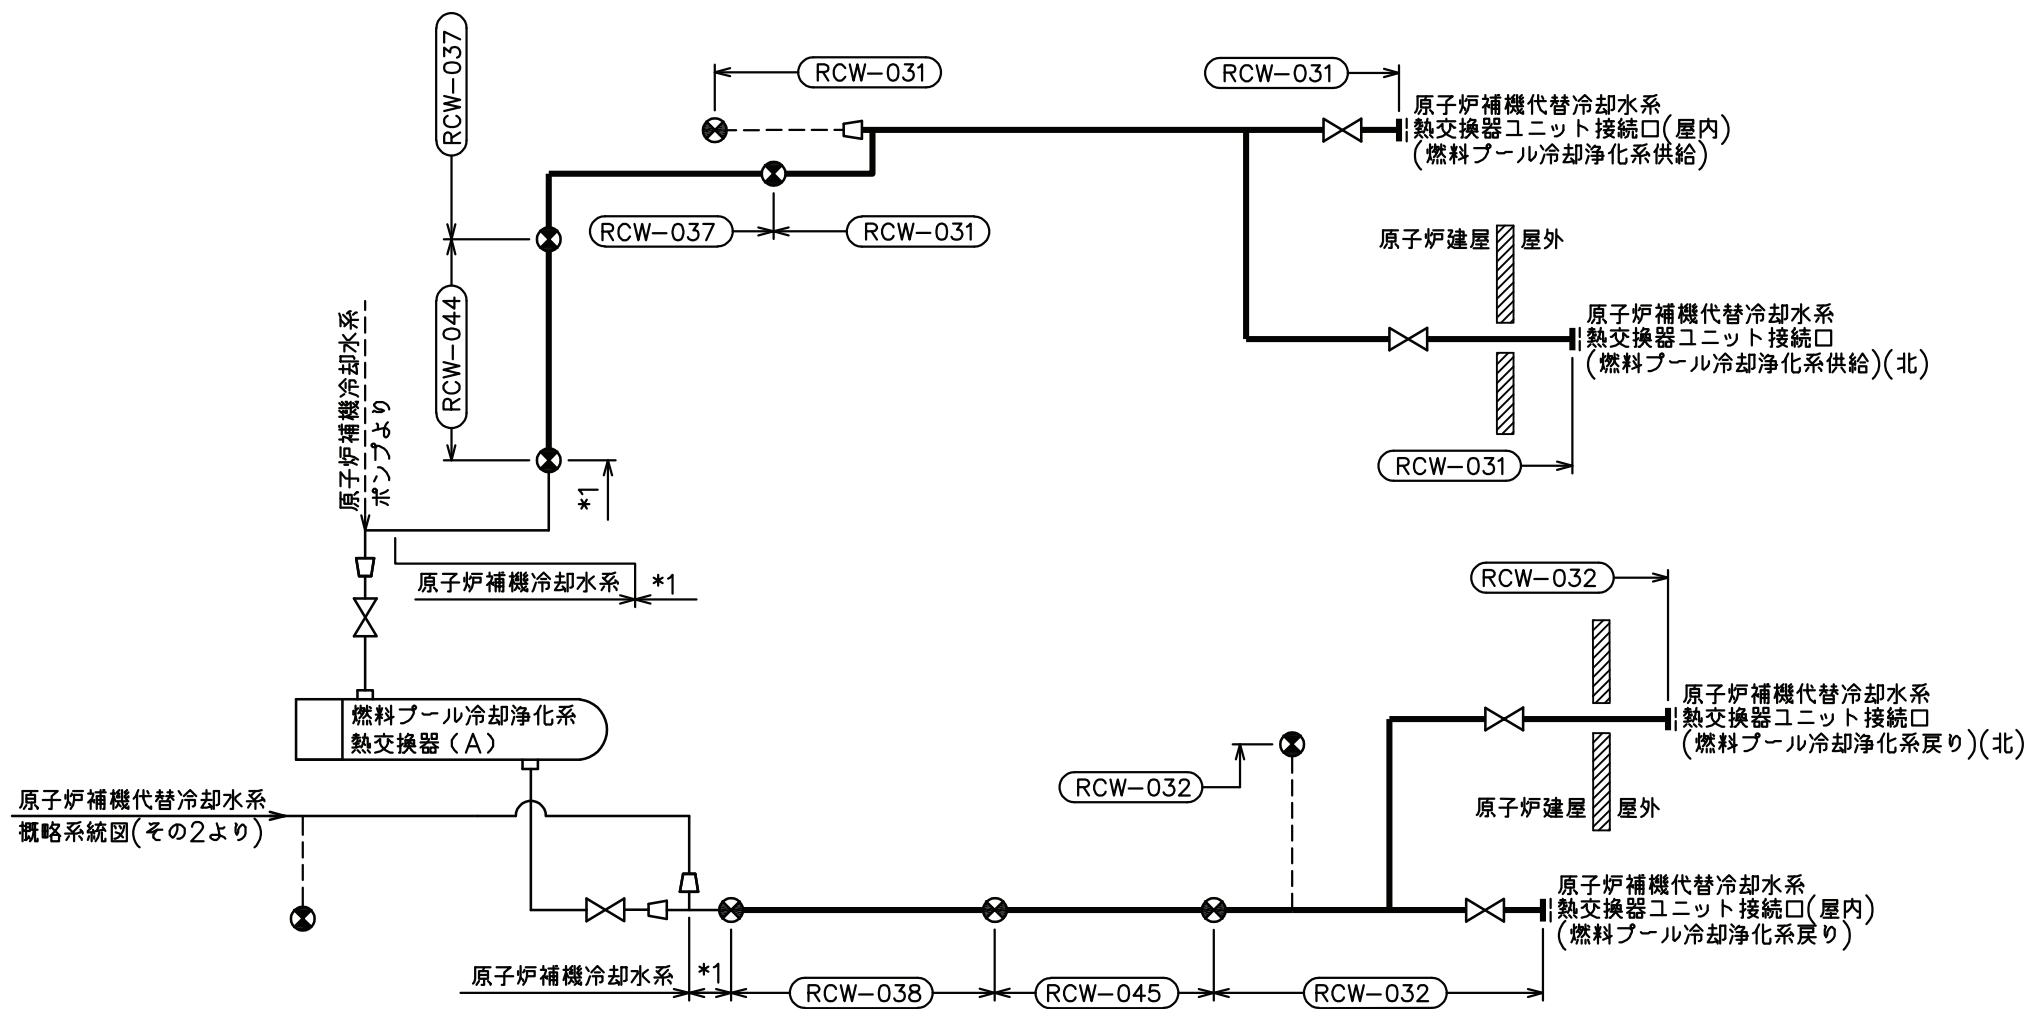 RCW-037
RCW-031
RCW-031
原子炉補機代替冷却水系
熱交換器ユニット接続口(屋内)
(燃料プール冷却浄化系供給)
RCW-037
RCW-031
原子炉建屋
屋外
RCW-044
原子炉補機代替冷却水系
熱交換器ユニット接続口
(燃料プール冷却浄化系供給)(北)
原子炉補機冷却水系
ポンプより
RCW-031
*1
原子炉補機冷却水系
*1
RCW-032
燃料プール冷却浄化系
熱交換器(A)
原子炉補機代替冷却水系
熱交換器ユニット接続口
(燃料プール冷却浄化系戻り)(北)
RCW-032
原子炉建屋
屋外
原子炉補機代替冷却水系
概略系統図(その2より)
原子炉補機代替冷却水系
熱交換器ユニット接続口(屋内)
(燃料プール冷却浄化系戻り)
原子炉補機冷却水系
*1
RCW-038
RCW-045
RCW-032